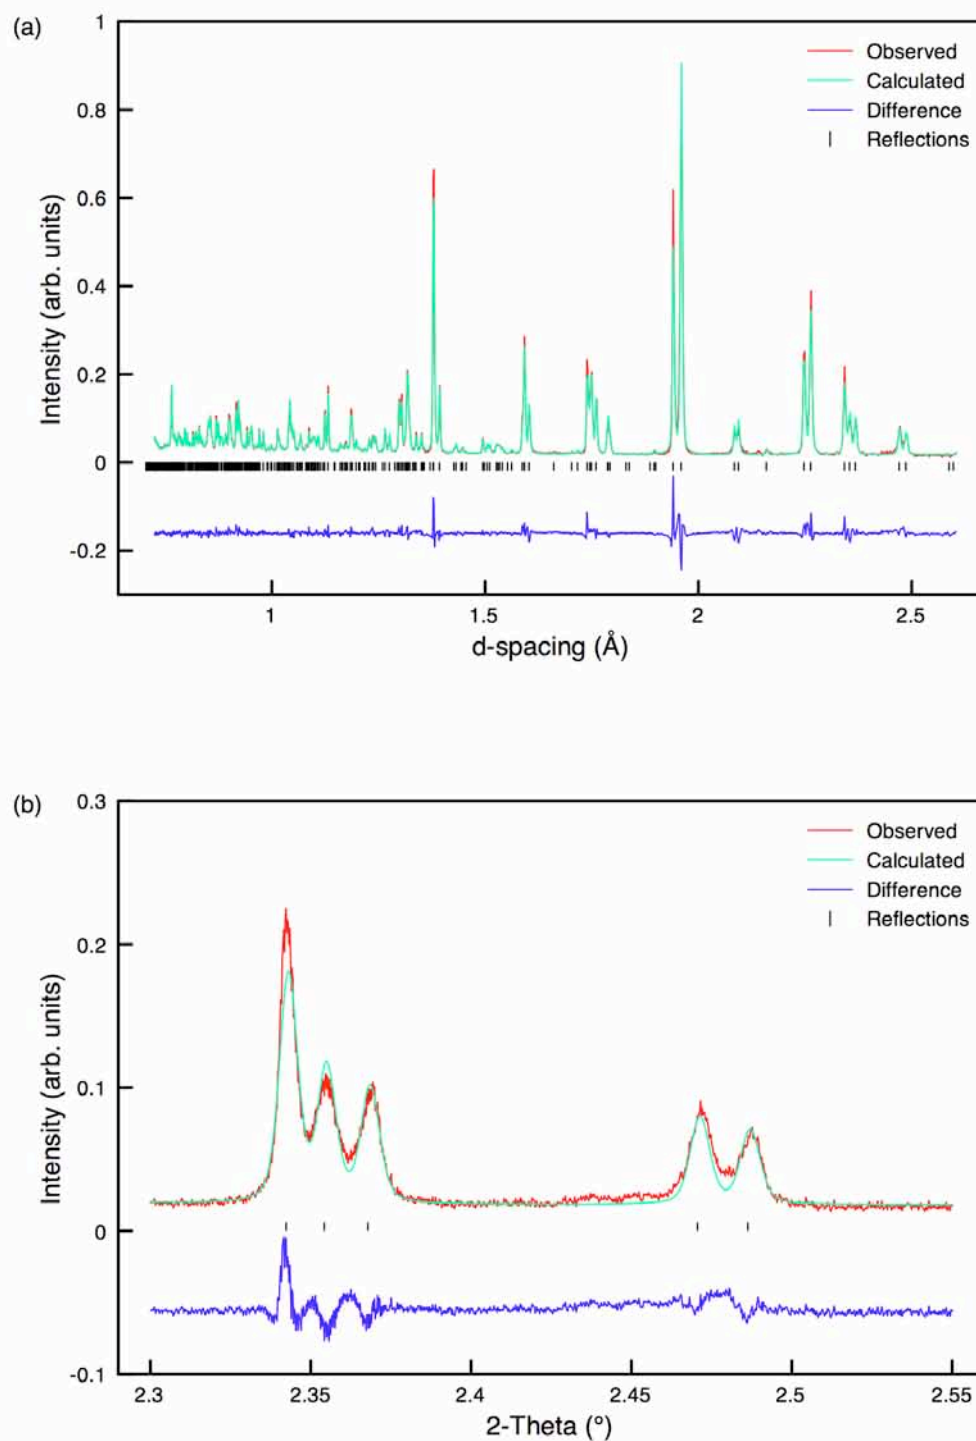 (a)
1
0.8
0.6
0.4
0.2
0
-0.2
Intensity (arb. units)
Observed
Calculated
Difference
Reflections
1
1.5
2
2.5
d-spacing (Å)
(b)
0.3
0.2
0.1
0
-0.1
Intensity (arb. units)
Observed
Calculated
Difference
Reflections
2.3
2.35
2.4
2.45
2.5
2.55
2-Theta (°)